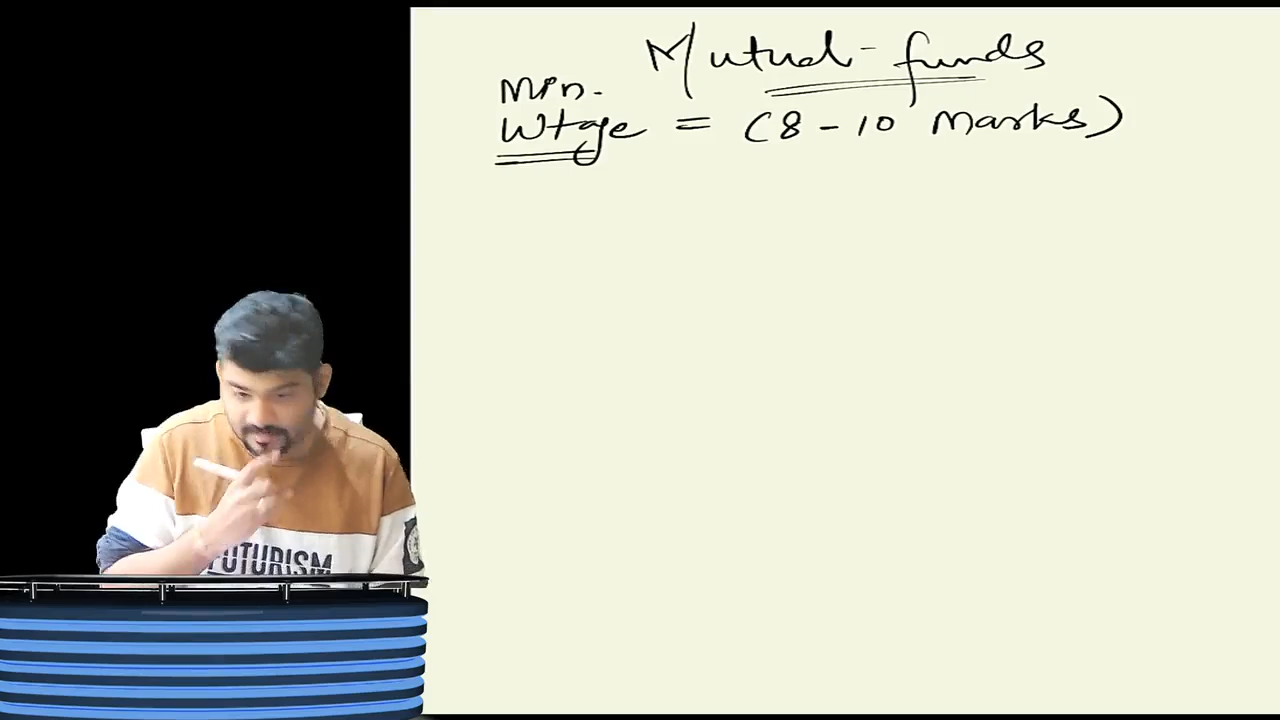 Mutual-funds
Min.
Wtge = (8-10 Marks)
FUTURISM